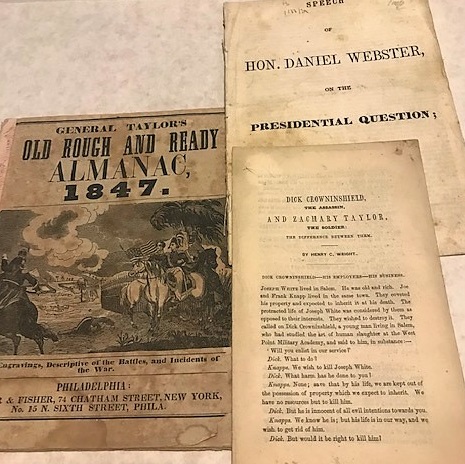 GENERAL TAYLOR'S
OLD ROUGH AND READY
ALMANAC,
1847.
Engravings, Descriptive of the Battles, and Incidents of
the War.
PHILADELPHIA:
& FISHER, 74 CHATHAM STREET, NEW YORK,
No. 15 N. SIXTH STREET, PHILA.
SPEECH
OF
HON. DANIEL WEBSTER,
ON THE
PRESIDENTIAL QUESTION;
DICK CROWNINSHIELD,
THE ASSASSIN,
AND ZACHARY TAYLOR,
THE SOLDIER:
THE DIFFERENCE BETWEEN THEM.
BY HENRY C. WRIGHT.
DICK CROWNINSHIELD—HIS EMPLOYERS—HIS BUSINESS.
JOSEPH WHITE lived in Salem. He was old and rich. Joe
and Frank Knapp lived in the same town. They coveted
his property and expected to inherit it at his death. The
protracted life of Joseph White was considered by them as
opposed to their interests. They wished to destroy it. They
called on Dick Crowninshield, a young man living in Salem,
who had studied the art of human slaughter at the
Point Military Academy, and said to him, in substance:—
'Will you enlist in our service?'
Dick. What to do?
Knapps. We wish to kill Joseph White.
Dick. What harm has he done to you?
Knapps. None; save that by his life, we are kept out of
the possession of property which we expect to inherit. We
have no resources but to kill him.
Dick. But he is innocent of all evil intentions towards you.
Knapps. We know he is; but his life is in our way, and we
wish to get rid of him.
Dick. But would it be right to kill him?